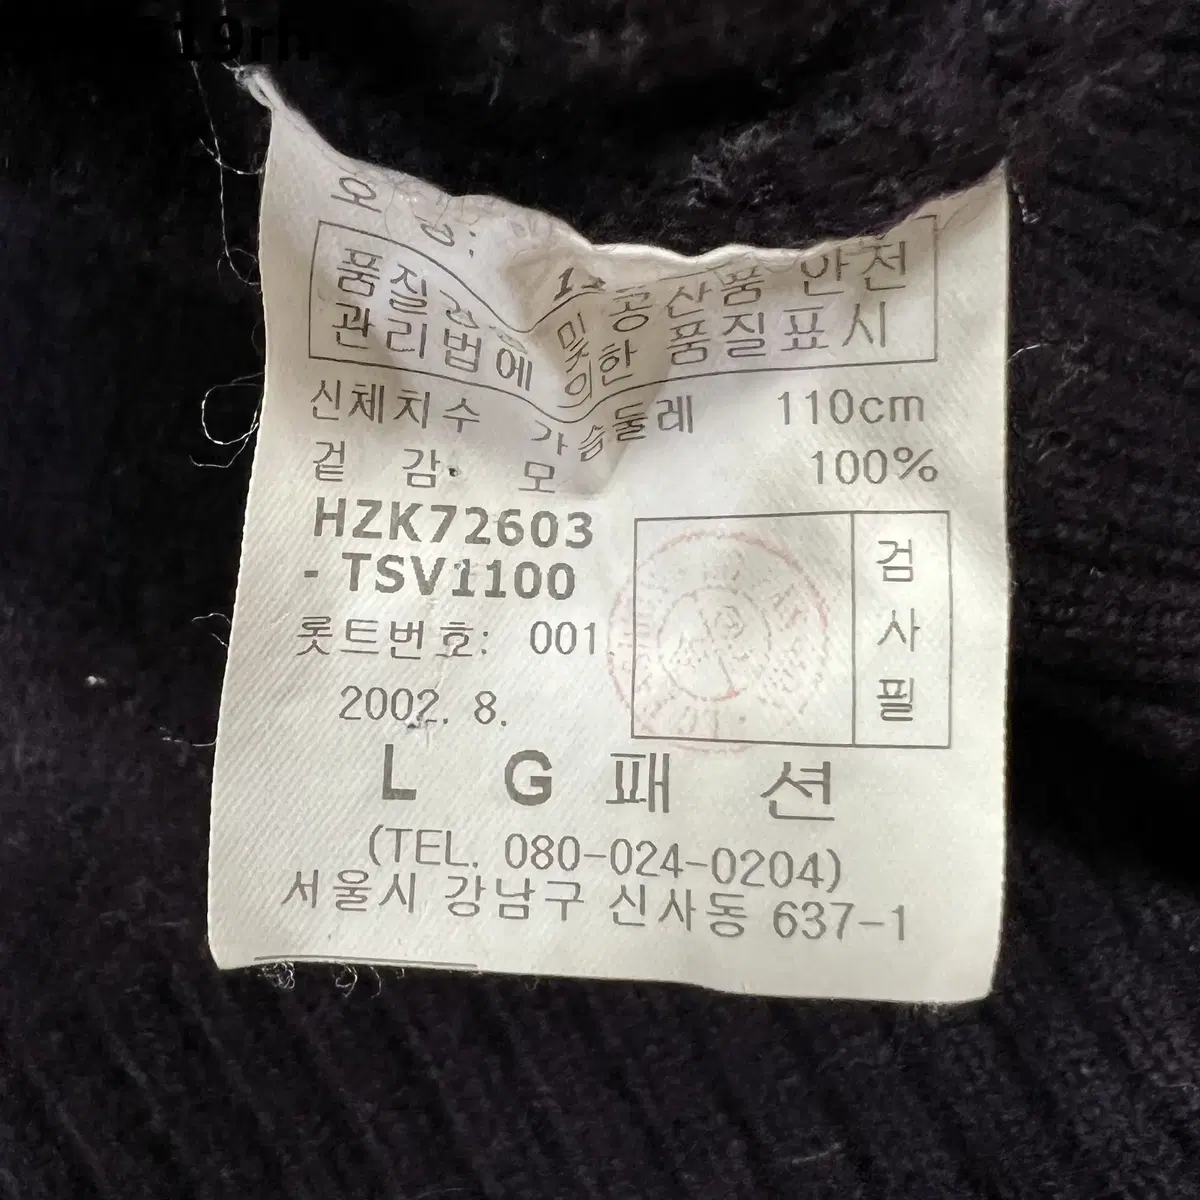 19rh
품질경 및 공산품 안전
관리법에 의한 품질표시
신체치수 가슴둘레 110cm
겉 감 모 100%
HZK72603
- TSV1100
롯트번호: 001
2002. 8.
검사필
L G 패 션
(TEL. 080-024-0204)
서울시 강남구 신사동 637-1